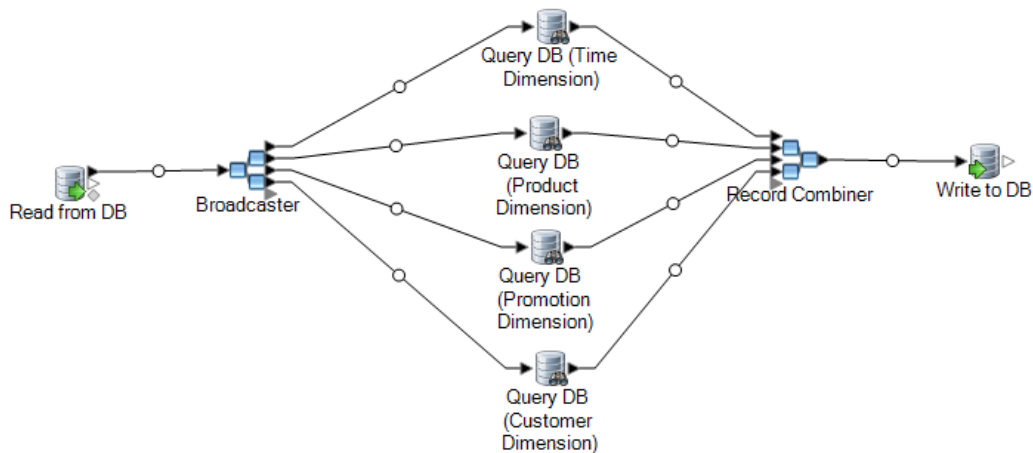 Query DB (Time
Dimension)
Query DB
(Product
Dimension)
Read from DB
Broadcaster
Record Combiner
Write to DB
Query DB
(Promotion
Dimension)
Query DB
(Customer
Dimension)